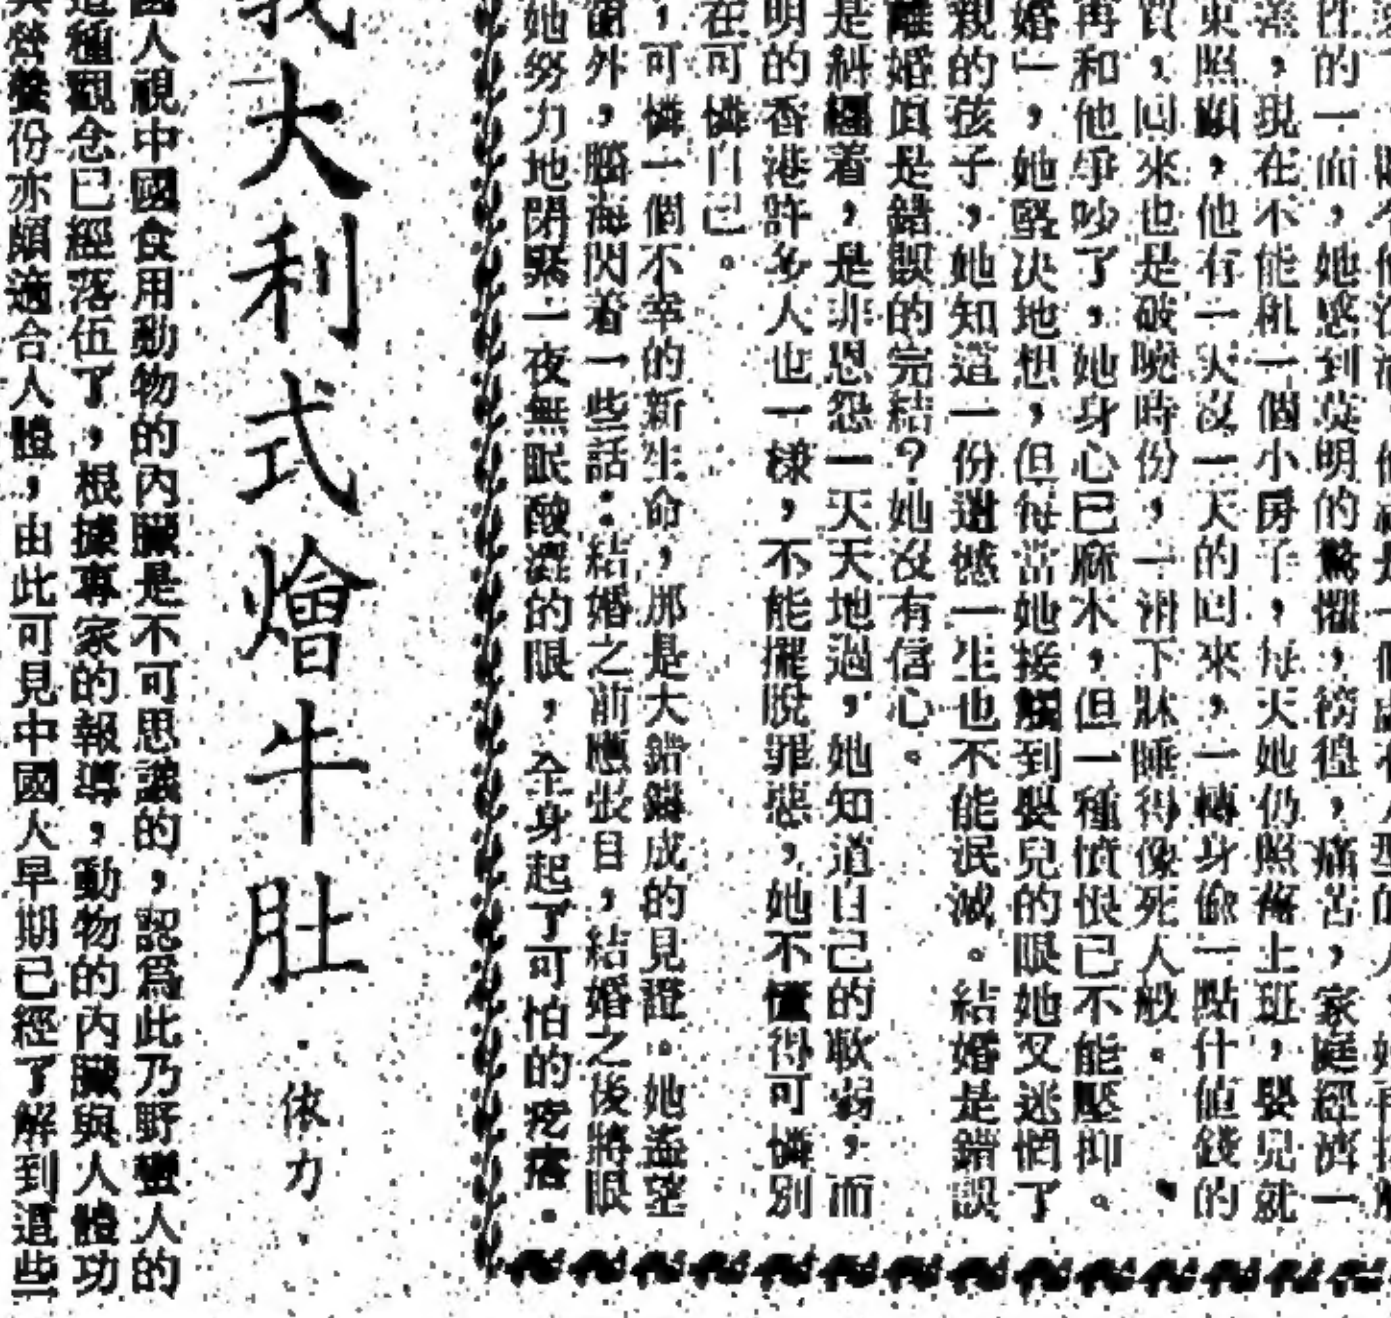 性的一面，她感到莫明的驚懼，徬徨，痛苦，家庭經濟一
，現在不能租一個小房子，每天她仍照舊上班，嬰兒就
東照顧，他有一天沒一天的回來，一轉身偷一點什值錢的
質，回來也是破曉時份，一溜下牀睡得像死人般。
再和他爭吵了，她身心已麻木，但一種憤恨已不能壓抑。
婚」，她堅決地想，但每當她接觸到嬰兒的眼她又迷惘了
親的孩子，她知道一份遺憾一生也不能泯滅。結婚是錯誤
離婚眞是錯誤的完結？她沒有信心。
是糾纏着，是非恩怨一天天地過，她知道自己的軟弱，而
明的香港許多人也一樣，不能擺脫罪惡，她不懂得可憐別
在可憐自己。
，可憐一個不幸的新生命，那是大錯鑄成的見證。她遙望
窗外，腦海閃着一些話：結婚之前應張目，結婚之後將眼
她努力地閉緊一夜無眠酸澀的眼，全身起了可怕的疙瘩。
大利式燴牛肚
·依力·
國人視中國食用動物的內臟是不可思議的，認爲此乃野蠻人的
這種觀念已經落伍了，根據專家的報導，動物的內臟與人體功
營養份亦頗適合人體，由此可見中國人早期已經了解到這些